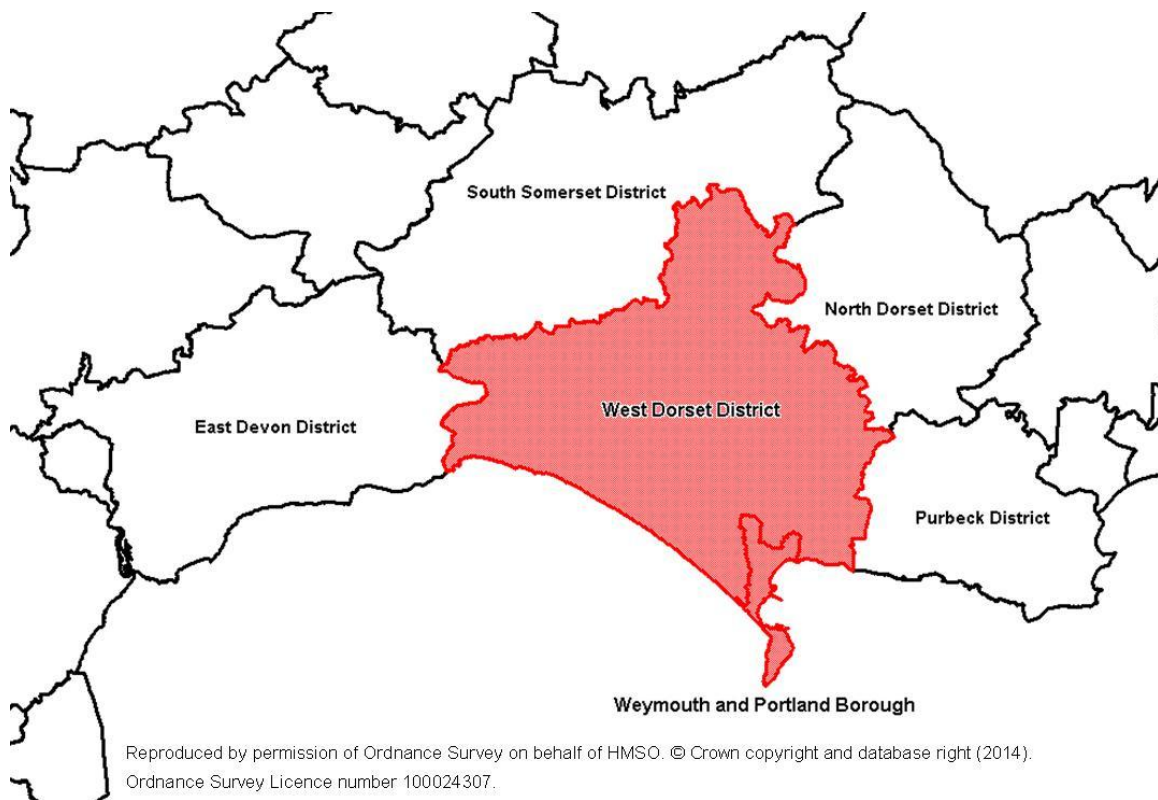 South Somerset District
North Dorset District
West Dorset District
East Devon District
Purbeck District
Weymouth and Portland Borough
Reproduced by permission of Ordnance Survey on behalf of HMSO. © Crown copyright and database right (2014).
Ordnance Survey Licence number 100024307.